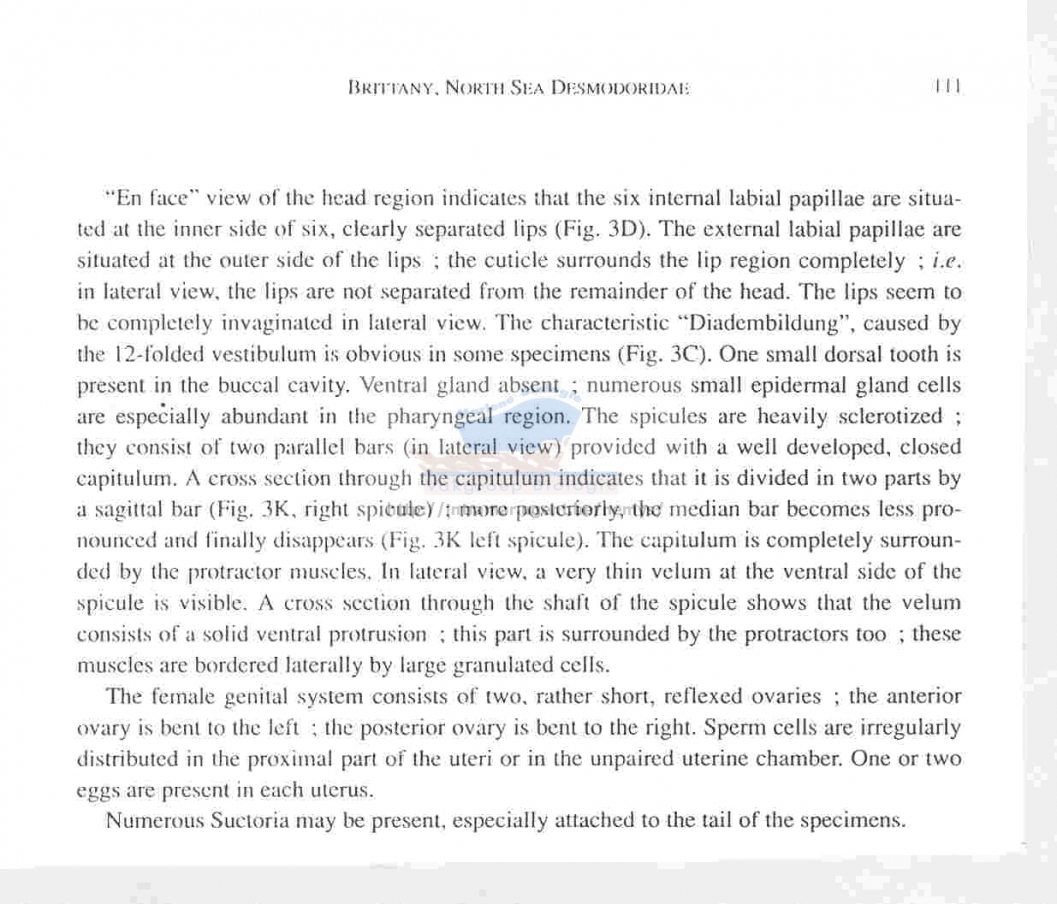 BRITTANY, NORTH SEA DESMODORIDAE 111
“En face” view of the head region indicates that the six internal labial papillae are situa-
ted at the inner side of six, clearly separated lips (Fig. 3D). The external labial papillae are
situated at the outer side of the lips ; the cuticle surrounds the lip region completely ; i.e.
in lateral view, the lips are not separated from the remainder of the head. The lips seem to
be completely invaginated in lateral view. The characteristic “Diadembildung”, caused by
the 12-folded vestibulum is obvious in some specimens (Fig. 3C). One small dorsal tooth is
present in the buccal cavity. Ventral gland absent ; numerous small epidermal gland cells
are especially abundant in the pharyngeal region. The spicules are heavily sclerotized ;
they consist of two parallel bars (in lateral view) provided with a well developed, closed
capitulum. A cross section through the capitulum indicates that it is divided in two parts by
a sagittal bar (Fig. 3K, right spicule) ; more posteriorly, the median bar becomes less pro-
nounced and finally disappears (Fig. 3K left spicule). The capitulum is completely surroun-
ded by the protractor muscles. In lateral view, a very thin velum at the ventral side of the
spicule is visible. A cross section through the shaft of the spicule shows that the velum
consists of a solid ventral protrusion ; this part is surrounded by the protractors too ; these
muscles are bordered laterally by large granulated cells.
The female genital system consists of two, rather short, reflexed ovaries ; the anterior
ovary is bent to the left ; the posterior ovary is bent to the right. Sperm cells are irregularly
distributed in the proximal part of the uteri or in the unpaired uterine chamber. One or two
eggs are present in each uterus.
Numerous Suctoria may be present, especially attached to the tail of the specimens.